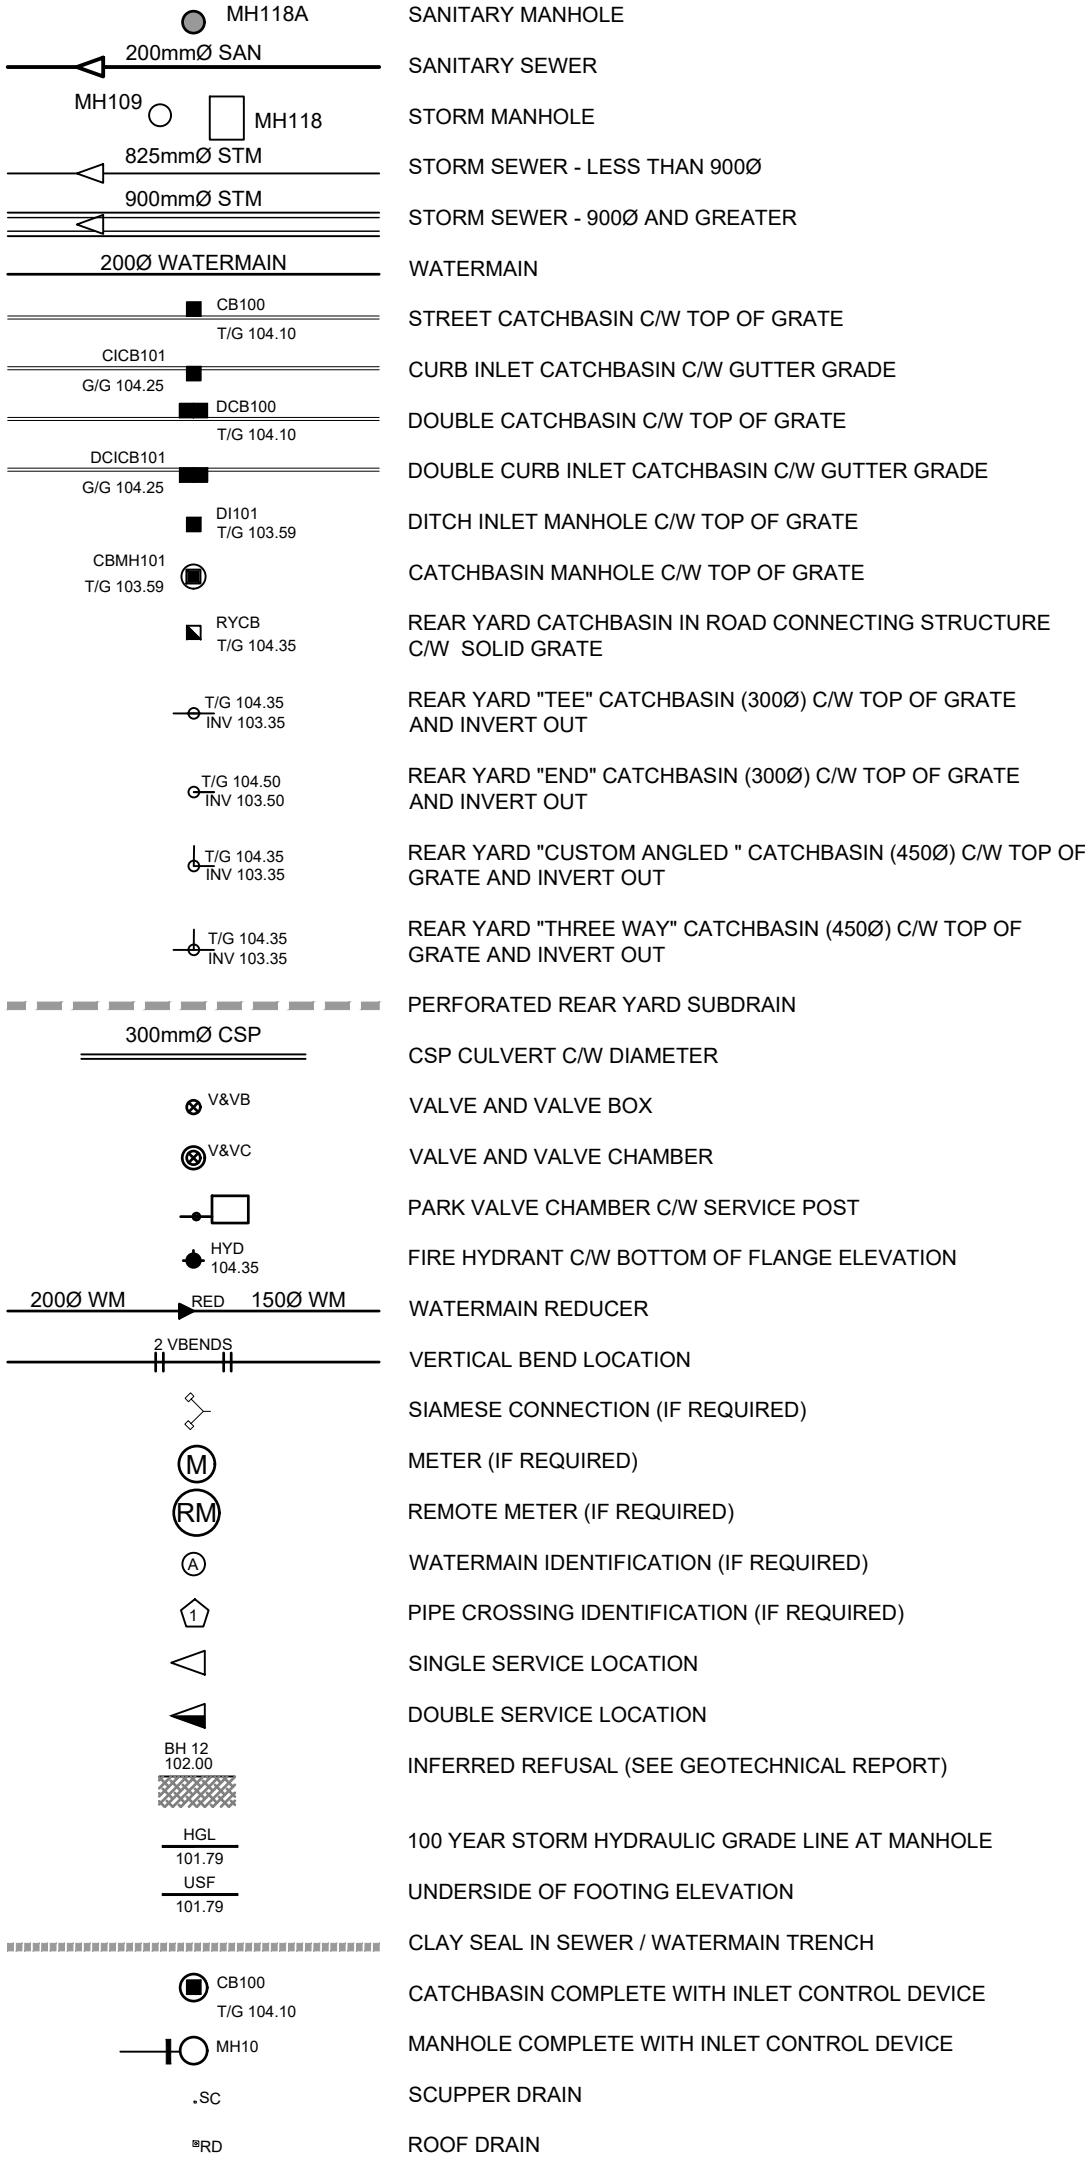 MH118A SANITARY MANHOLE
200mmØ SAN SANITARY SEWER
MH109 MH118 STORM MANHOLE
825mmØ STM STORM SEWER - LESS THAN 900Ø
900mmØ STM STORM SEWER - 900Ø AND GREATER
200Ø WATERMAIN WATERMAIN
CB100
T/G 104.10
STREET CATCHBASIN C/W TOP OF GRATE
CICB101
G/G 104.25
CURB INLET CATCHBASIN C/W GUTTER GRADE
DCB100
T/G 104.10
DOUBLE CATCHBASIN C/W TOP OF GRATE
DCICB101
G/G 104.25
DOUBLE CURB INLET CATCHBASIN C/W GUTTER GRADE
DI101
T/G 103.59
DITCH INLET MANHOLE C/W TOP OF GRATE
CBMH101
T/G 103.59
CATCHBASIN MANHOLE C/W TOP OF GRATE
RYCB
T/G 104.35
REAR YARD CATCHBASIN IN ROAD CONNECTING STRUCTURE
C/W SOLID GRATE
T/G 104.35
INV 103.35
REAR YARD "TEE" CATCHBASIN (300Ø) C/W TOP OF GRATE
AND INVERT OUT
T/G 104.50
INV 103.50
REAR YARD "END" CATCHBASIN (300Ø) C/W TOP OF GRATE
AND INVERT OUT
T/G 104.35
INV 103.35
REAR YARD "CUSTOM ANGLED " CATCHBASIN (450Ø) C/W TOP OF
GRATE AND INVERT OUT
T/G 104.35
INV 103.35
REAR YARD "THREE WAY" CATCHBASIN (450Ø) C/W TOP OF
GRATE AND INVERT OUT
PERFORATED REAR YARD SUBDRAIN
300mmØ CSP CSP CULVERT C/W DIAMETER
V&VB VALVE AND VALVE BOX
V&VC VALVE AND VALVE CHAMBER
PARK VALVE CHAMBER C/W SERVICE POST
HYD
104.35
FIRE HYDRANT C/W BOTTOM OF FLANGE ELEVATION
200Ø WM RED 150Ø WM WATERMAIN REDUCER
2 VBENDS VERTICAL BEND LOCATION
SIAMESE CONNECTION (IF REQUIRED)
M METER (IF REQUIRED)
RM REMOTE METER (IF REQUIRED)
A WATERMAIN IDENTIFICATION (IF REQUIRED)
1 PIPE CROSSING IDENTIFICATION (IF REQUIRED)
SINGLE SERVICE LOCATION
DOUBLE SERVICE LOCATION
BH 12
102.00
INFERRED REFUSAL (SEE GEOTECHNICAL REPORT)
HGL
101.79
100 YEAR STORM HYDRAULIC GRADE LINE AT MANHOLE
USF
101.79
UNDERSIDE OF FOOTING ELEVATION
CLAY SEAL IN SEWER / WATERMAIN TRENCH
CB100
T/G 104.10
CATCHBASIN COMPLETE WITH INLET CONTROL DEVICE
MH10 MANHOLE COMPLETE WITH INLET CONTROL DEVICE
SC SCUPPER DRAIN
RD ROOF DRAIN